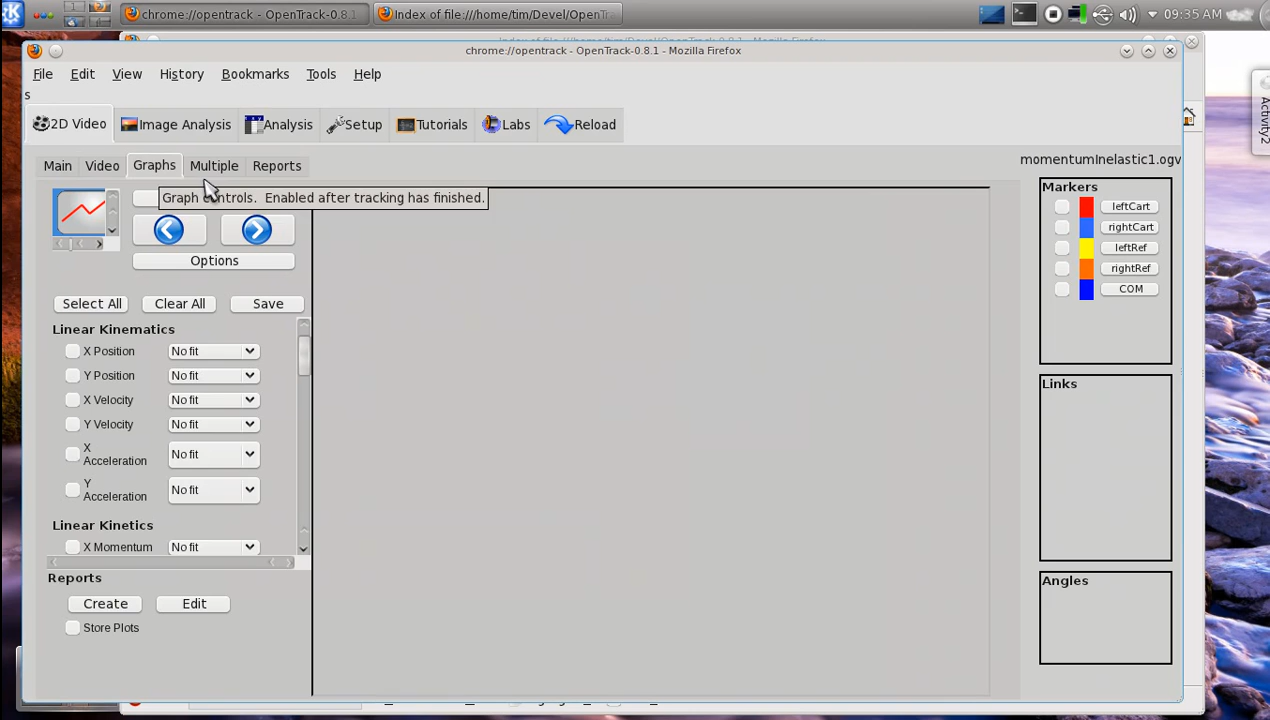 chrome://opentrack - OpenTrack-0.8.1
Index of file:///home/tim/Devel/OpenTr
09:35 AM
chrome://opentrack - OpenTrack-0.8.1 - Mozilla Firefox
File Edit View History Bookmarks Tools Help
s
2D Video Image Analysis Analysis Setup Tutorials Labs Reload
Main Video Graphs Multiple Reports
momentumInelastic1.ogv
Graph controls. Enabled after tracking has finished.
Options
Select All Clear All Save
Linear Kinematics
X Position No fit
Y Position No fit
X Velocity No fit
Y Velocity No fit
X Acceleration No fit
Y Acceleration No fit
Linear Kinetics
X Momentum No fit
Reports
Create Edit
Store Plots
Markers
leftCart
rightCart
leftRef
rightRef
COM
Links
Angles
Activity2